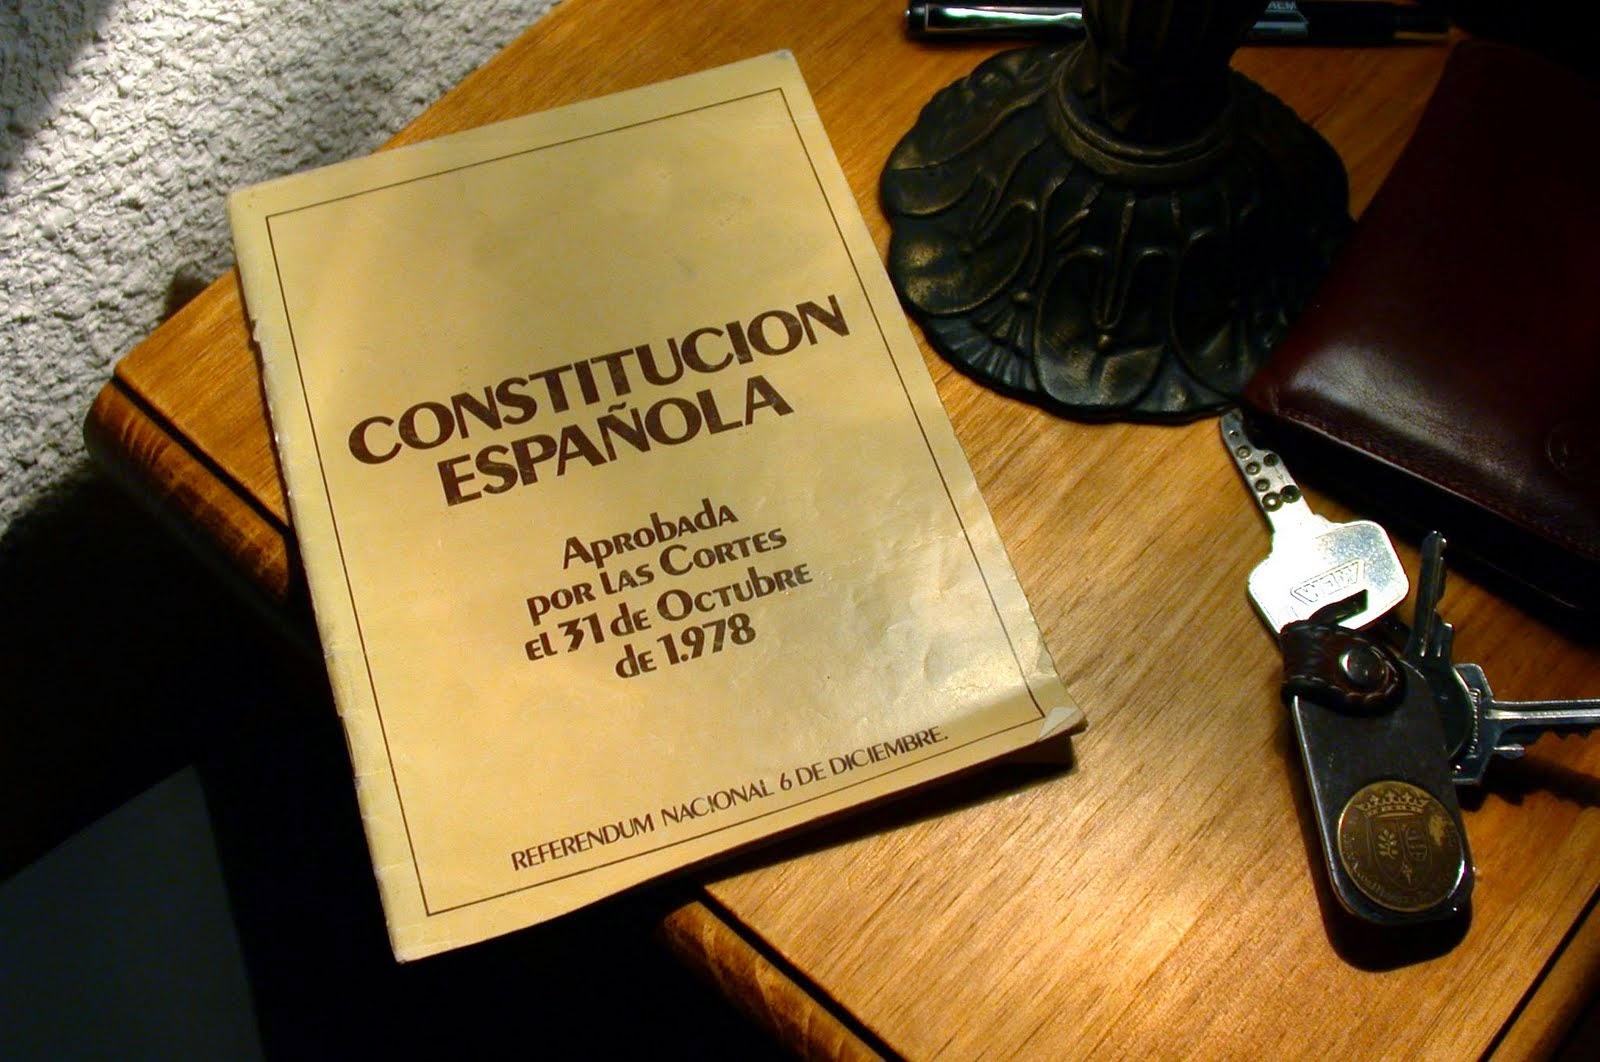 CONSTITUCION
ESPAÑOLA
Aprobada
por las Cortes
el 31 de Octubre
de 1.978
REFERENDUM NACIONAL 6 DE DICIEMBRE.